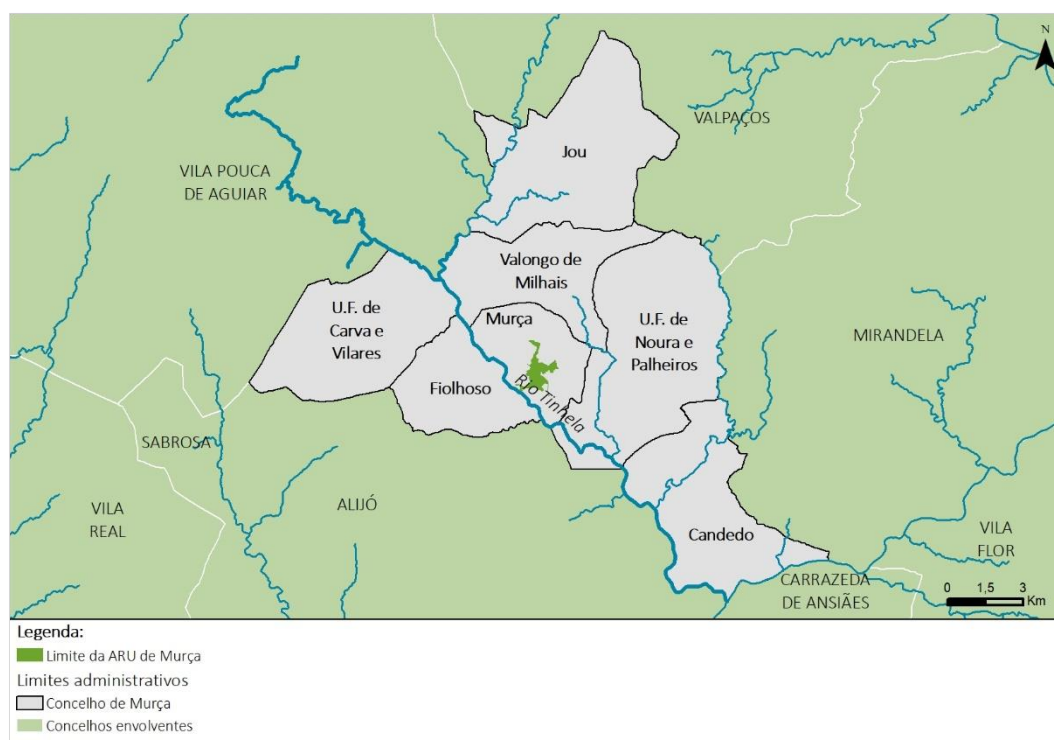 N
VALPAÇOS
Jou
VILA POUCA
DE AGUIAR
Valongo de
Milhais
U.F. de
Carva e
Vilares
Murça
U.F. de
Noura e
Palheiros
MIRANDELA
Fiolhoso
Rio Tinhela
SABROSA
VILA
REAL
ALIJÓ
Candedo
VILA
FLOR
CARRAZEDA
DE ANSIÃES
0 1,5 3
Km
Legenda:
Limite da ARU de Murça
Limites administrativos
Concelho de Murça
Concelhos envolventes